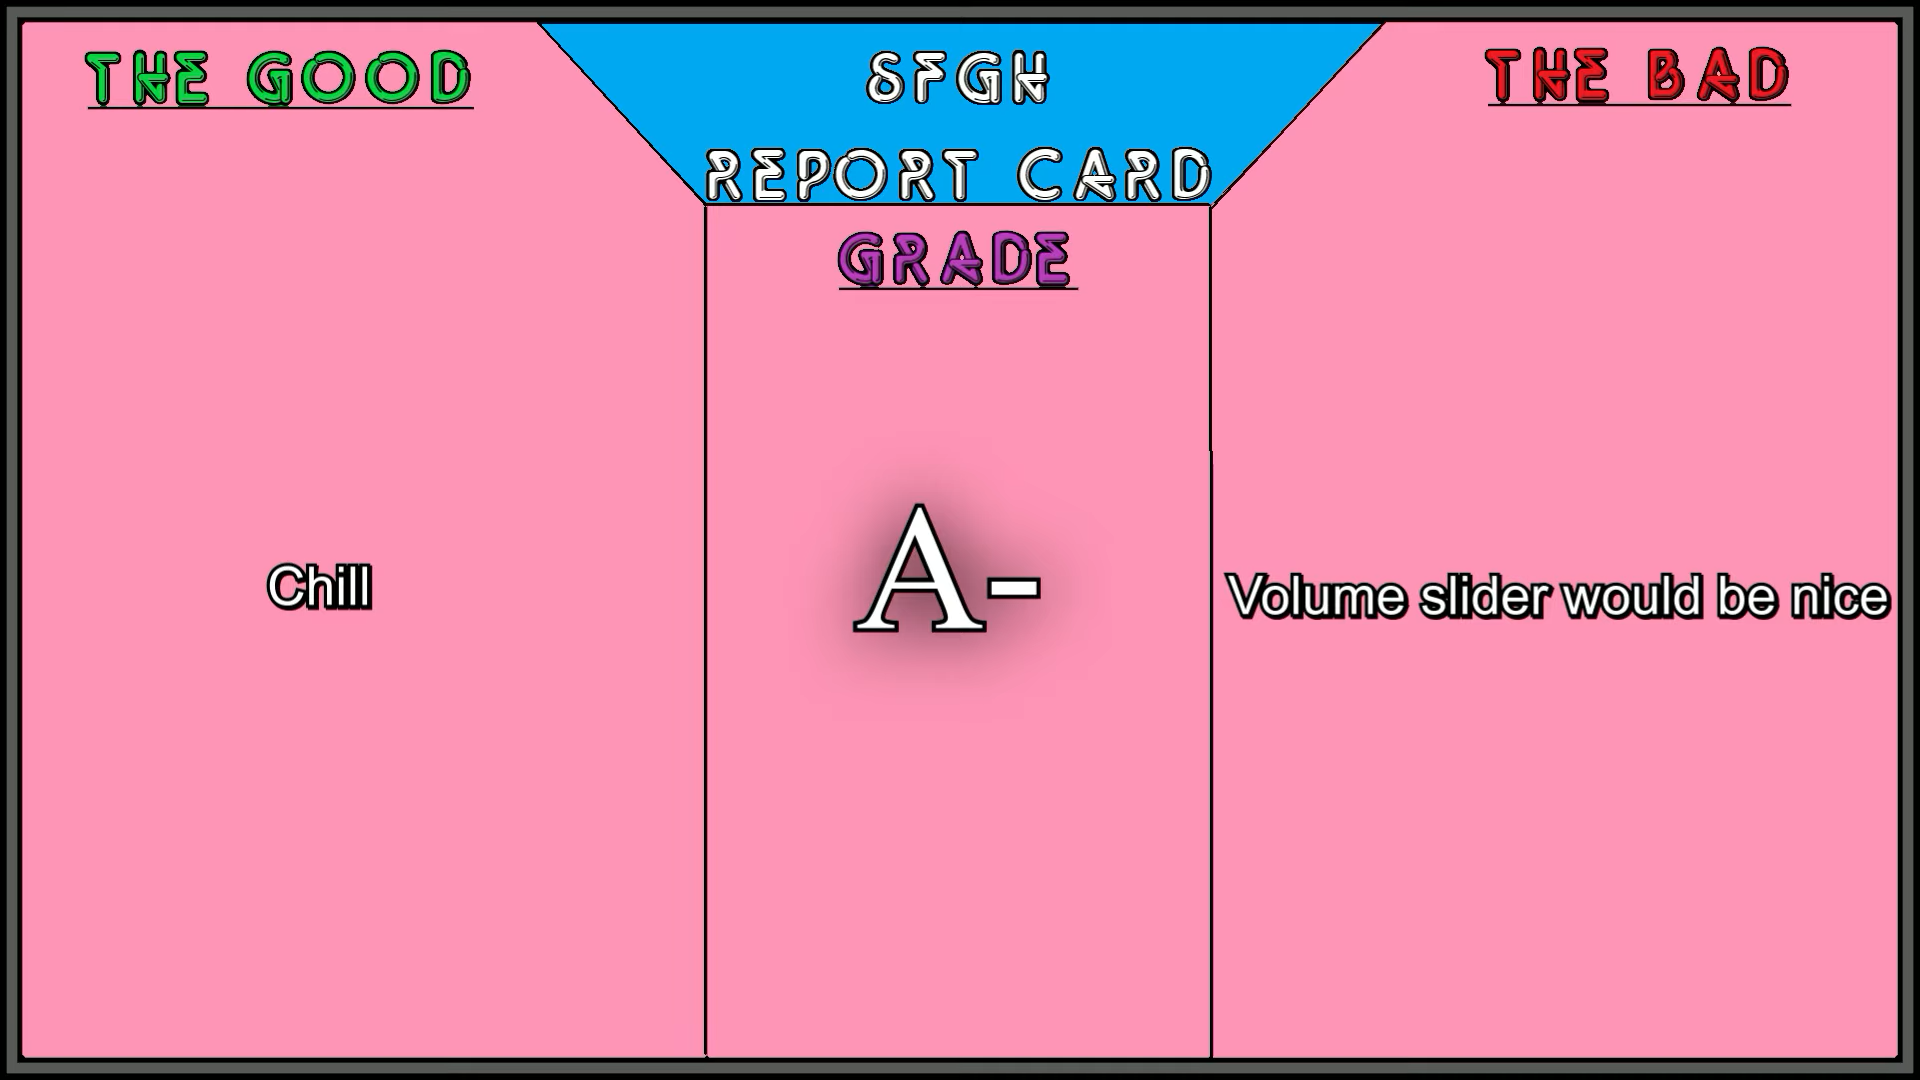 THE GOOD
SFGH
REPORT CARD
THE BAD
GRADE
Chill
A-
Volume slider would be nice